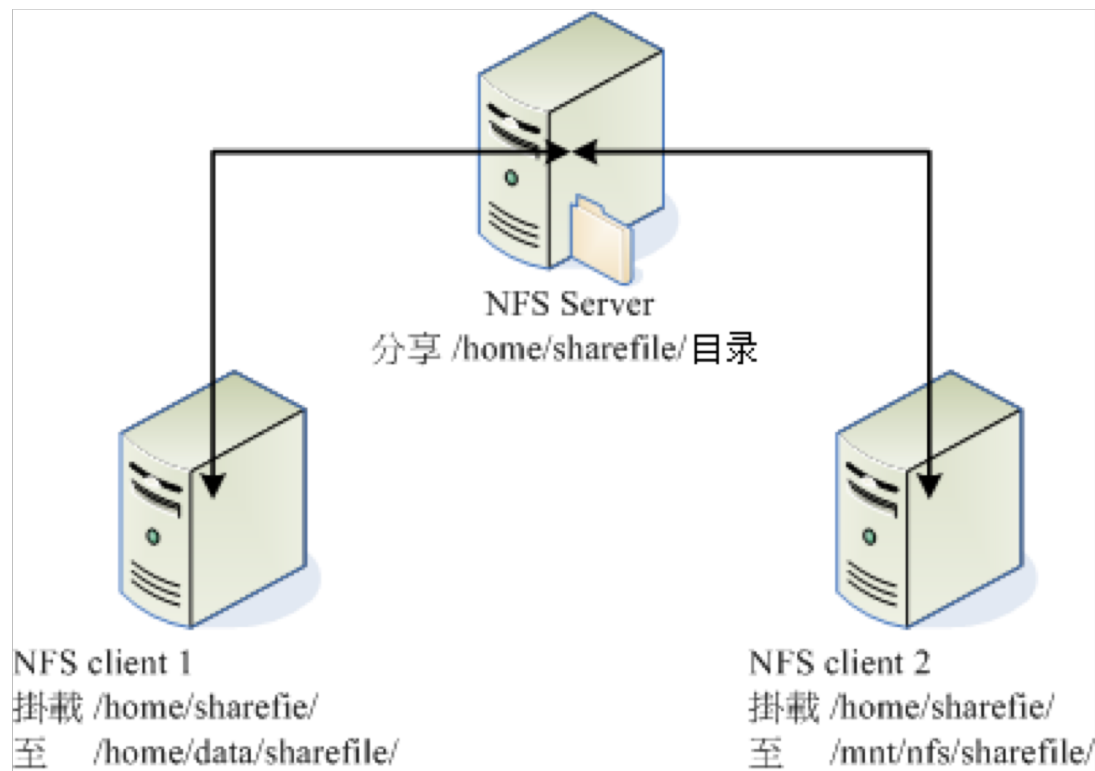 NFS Server
分享 /home/sharefile/目录
NFS client 1
掛載 /home/sharefie/
至 /home/data/sharefile/
NFS client 2
掛載 /home/sharefie/
至 /mnt/nfs/sharefile/